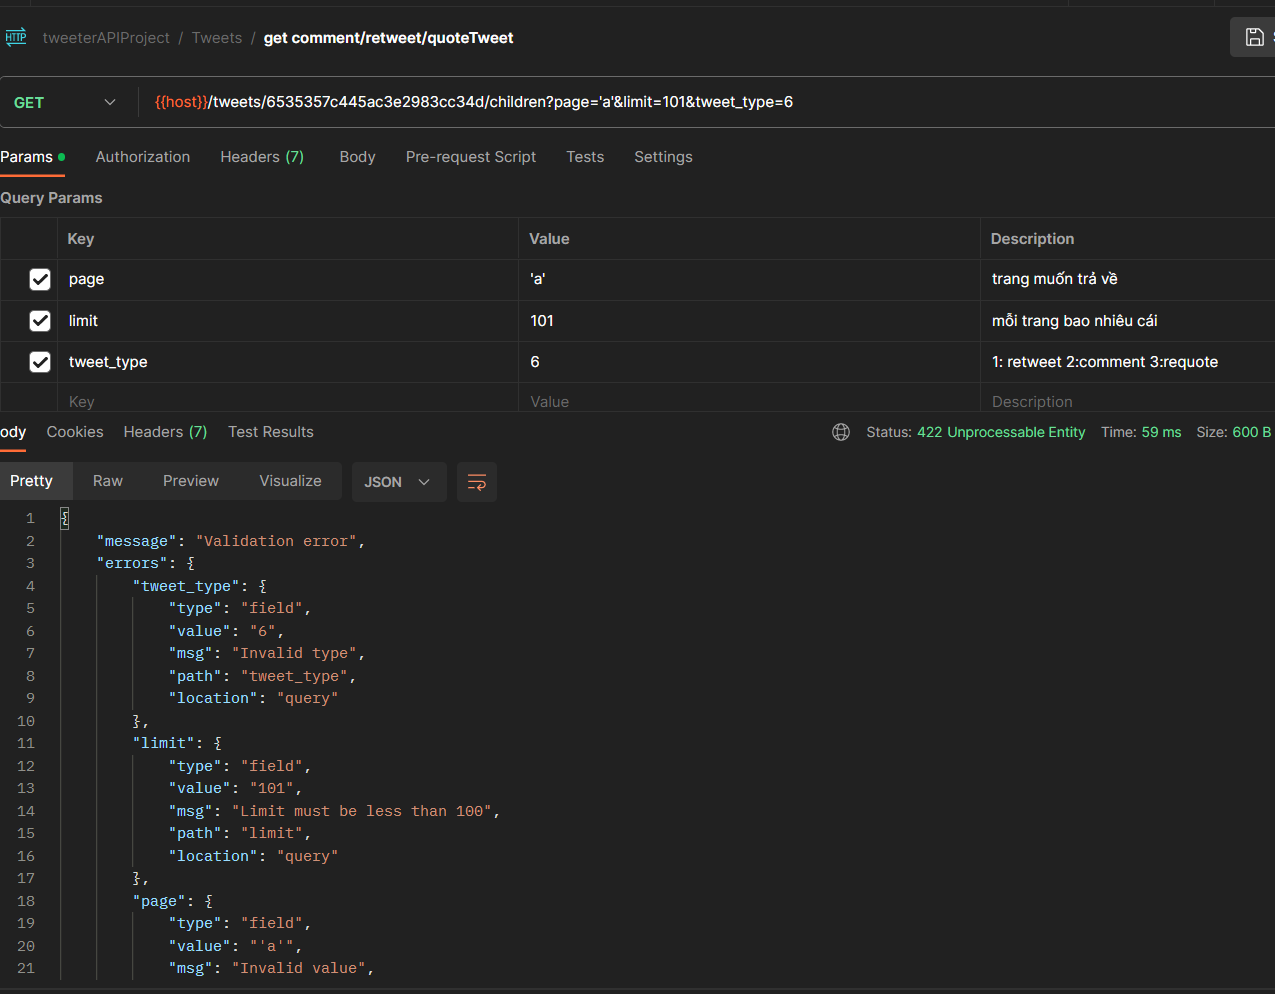 HTTP tweeterAPIProject / Tweets / get comment/retweet/quoteTweet
GET {{host}}/tweets/6535357c445ac3e2983cc34d/children?page='a'&limit=101&tweet_type=6
Params Authorization Headers (7) Body Pre-request Script Tests Settings
Query Params
Key Value Description
page 'a' trang muốn trả về
limit 101 mỗi trang bao nhiêu cái
tweet_type 6 1: retweet 2:comment 3:requote
Key Value Description
ody Cookies Headers (7) Test Results Status: 422 Unprocessable Entity Time: 59 ms Size: 600 B
Pretty Raw Preview Visualize JSON
1 {
2 "message": "Validation error",
3 "errors": {
4 "tweet_type": {
5 "type": "field",
6 "value": "6",
7 "msg": "Invalid type",
8 "path": "tweet_type",
9 "location": "query"
10 },
11 "limit": {
12 "type": "field",
13 "value": "101",
14 "msg": "Limit must be less than 100",
15 "path": "limit",
16 "location": "query"
17 },
18 "page": {
19 "type": "field",
20 "value": "'a'",
21 "msg": "Invalid value",